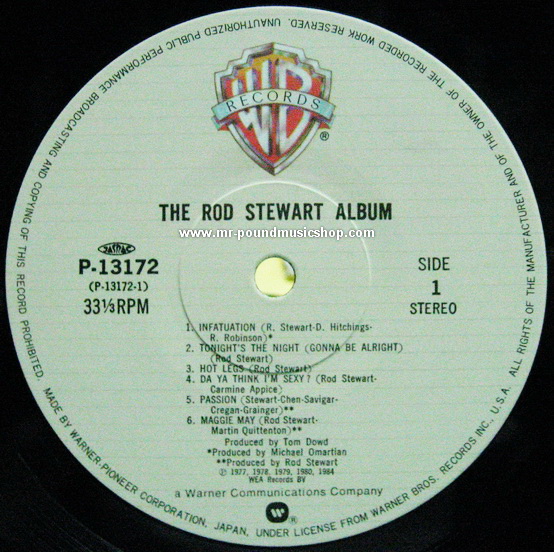 ALL RIGHTS OF THE MANUFACTURER AND OF THE OWNER OF THE RECORDED WORK RESERVED. UNAUTHORIZED PUBLIC PERFORMANCE BROADCASTING AND COPYING OF THIS RECORD PROHIBITED. MADE BY WARNER-PIONEER CORPORATION, JAPAN, UNDER LICENSE FROM WARNER BROS. RECORDS INC., U.S.A.
WB
RECORDS
®
THE ROD STEWART ALBUM
www.mr-poundmusicshop.com
JASRAC
P-13172
(P-13172-1)
33⅓RPM
SIDE
1
STEREO
1. INFATUATION (R. Stewart-D. Hitchings-
R. Robinson)*
2. TONIGHT'S THE NIGHT (GONNA BE ALRIGHT)
(Rod Stewart)
3. HOT LEGS (Rod Stewart)
4. DA YA THINK I'M SEXY? (Rod Stewart-
Carmine Appice)
5. PASSION (Stewart-Chen-Savigar-
Cregan-Grainger)**
6. MAGGIE MAY (Rod Stewart-
Martin Quittenton)**
Produced by Tom Dowd
*Produced by Michael Omartian
**Produced by Rod Stewart
℗ 1977, 1978, 1979, 1980, 1984
WEA Records BV
a Warner Communications Company
®